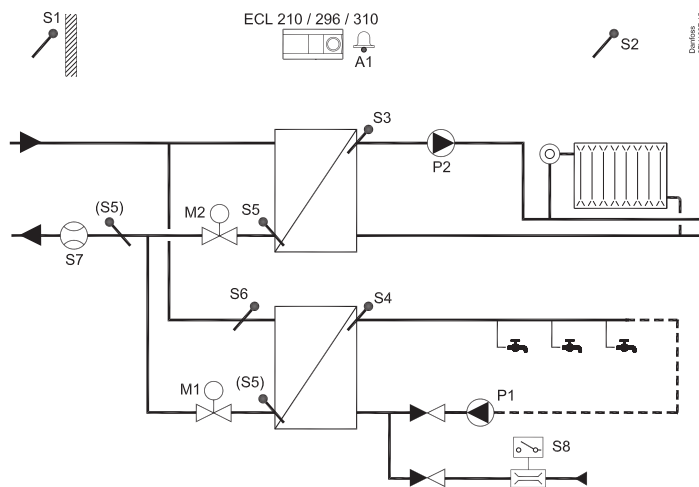 S1
ECL 210 / 296 / 310
A1
S2
Danfoss
S3
P2
(S5)
M2
S5
S7
S6
S4
M1
(S5)
P1
S8